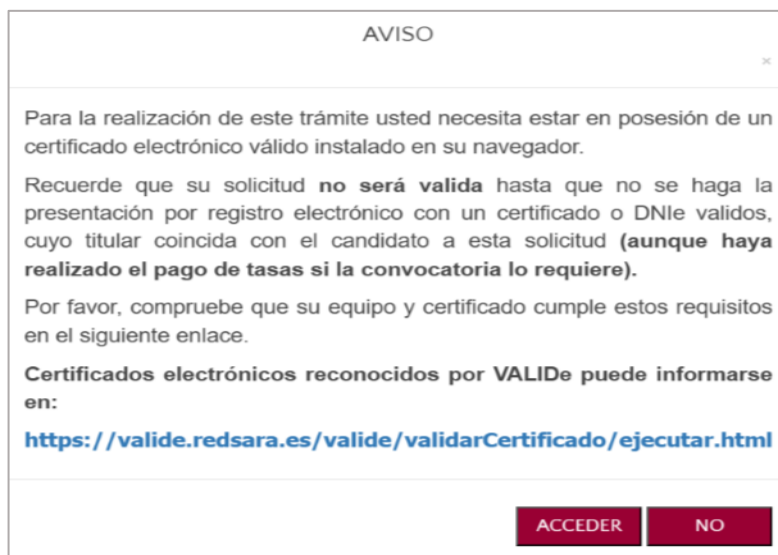 AVISO
×
Para la realización de este trámite usted necesita estar en posesión de un
certificado electrónico válido instalado en su navegador.
Recuerde que su solicitud no será valida hasta que no se haga la
presentación por registro electrónico con un certificado o DNIe validos,
cuyo titular coincida con el candidato a esta solicitud (aunque haya
realizado el pago de tasas si la convocatoria lo requiere).
Por favor, compruebe que su equipo y certificado cumple estos requisitos
en el siguiente enlace.
Certificados electrónicos reconocidos por VALIDe puede informarse
en:
https://valide.redsara.es/valide/validarCertificado/ejecutar.html
ACCEDER NO